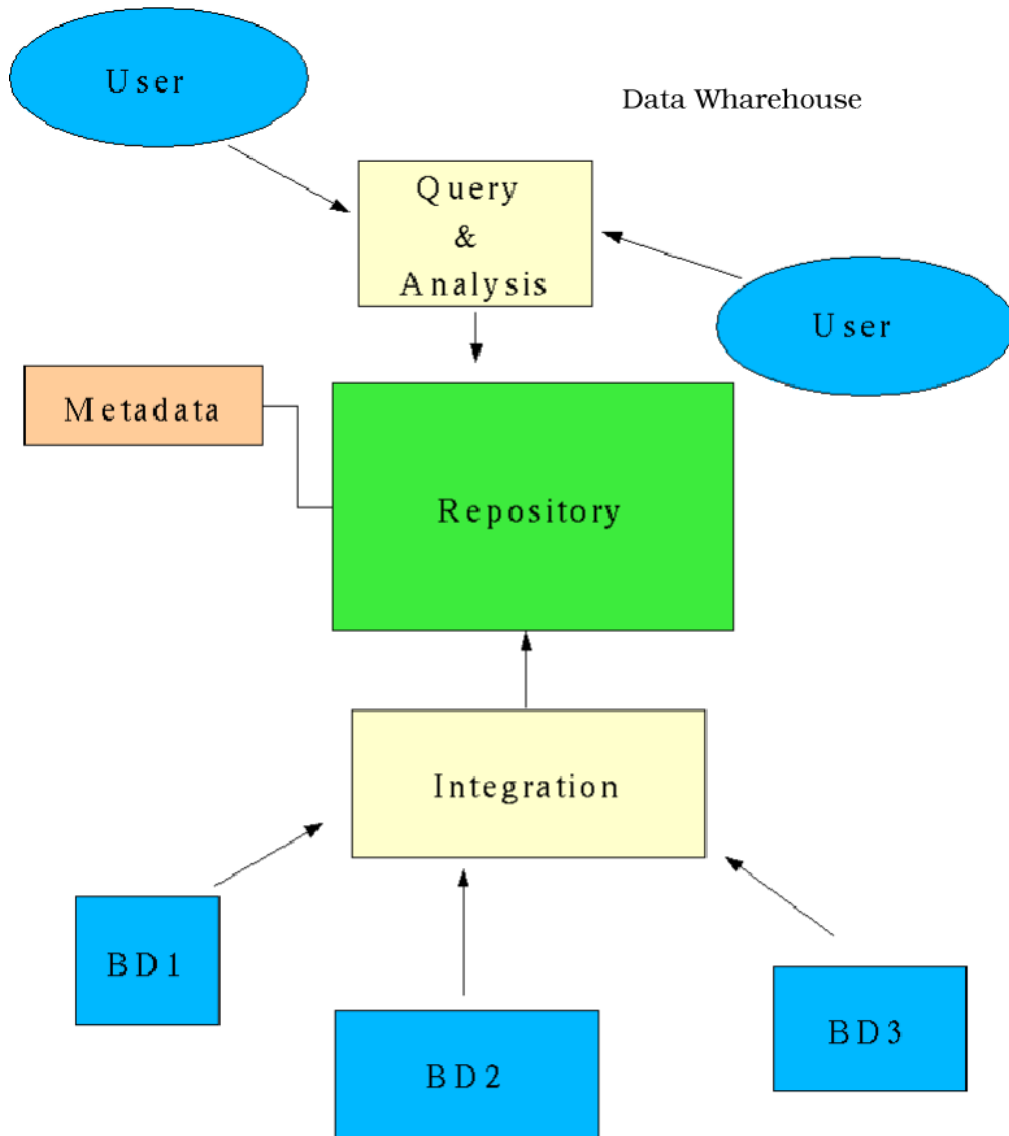 User
Data Wharehouse
Query
&
Analysis
User
Metadata
Repository
Integration
BD1
BD2
BD3